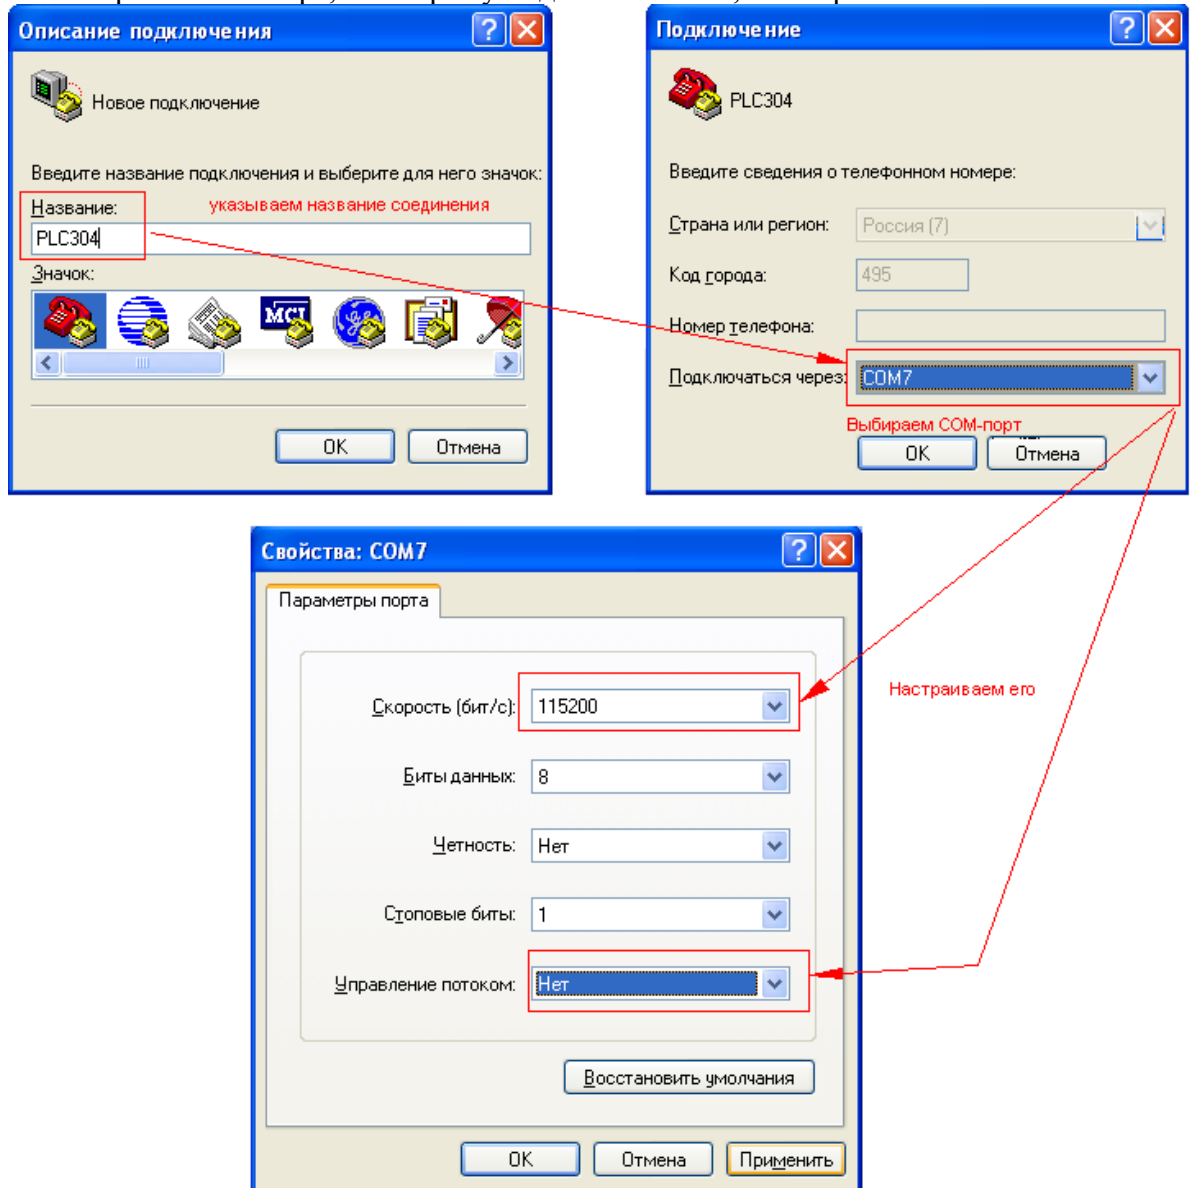 Описание подключения
Новое подключение
Введите название подключения и выберите для него значок:
Название:
указываем название соединения
PLC304
Значок:
MCI
OK
Отмена
Подключение
PLC304
Введите сведения о телефонном номере:
Страна или регион:
Россия (7)
Код города:
495
Номер телефона:
Подключаться через:
COM7
Выбираем COM-порт
OK
Отмена
Свойства: COM7
Параметры порта
Скорость (бит/с):
115200
Биты данных:
8
Четность:
Нет
Стоповые биты:
1
Управление потоком:
Нет
Настраиваем его
Восстановить умолчания
OK
Отмена
Применить